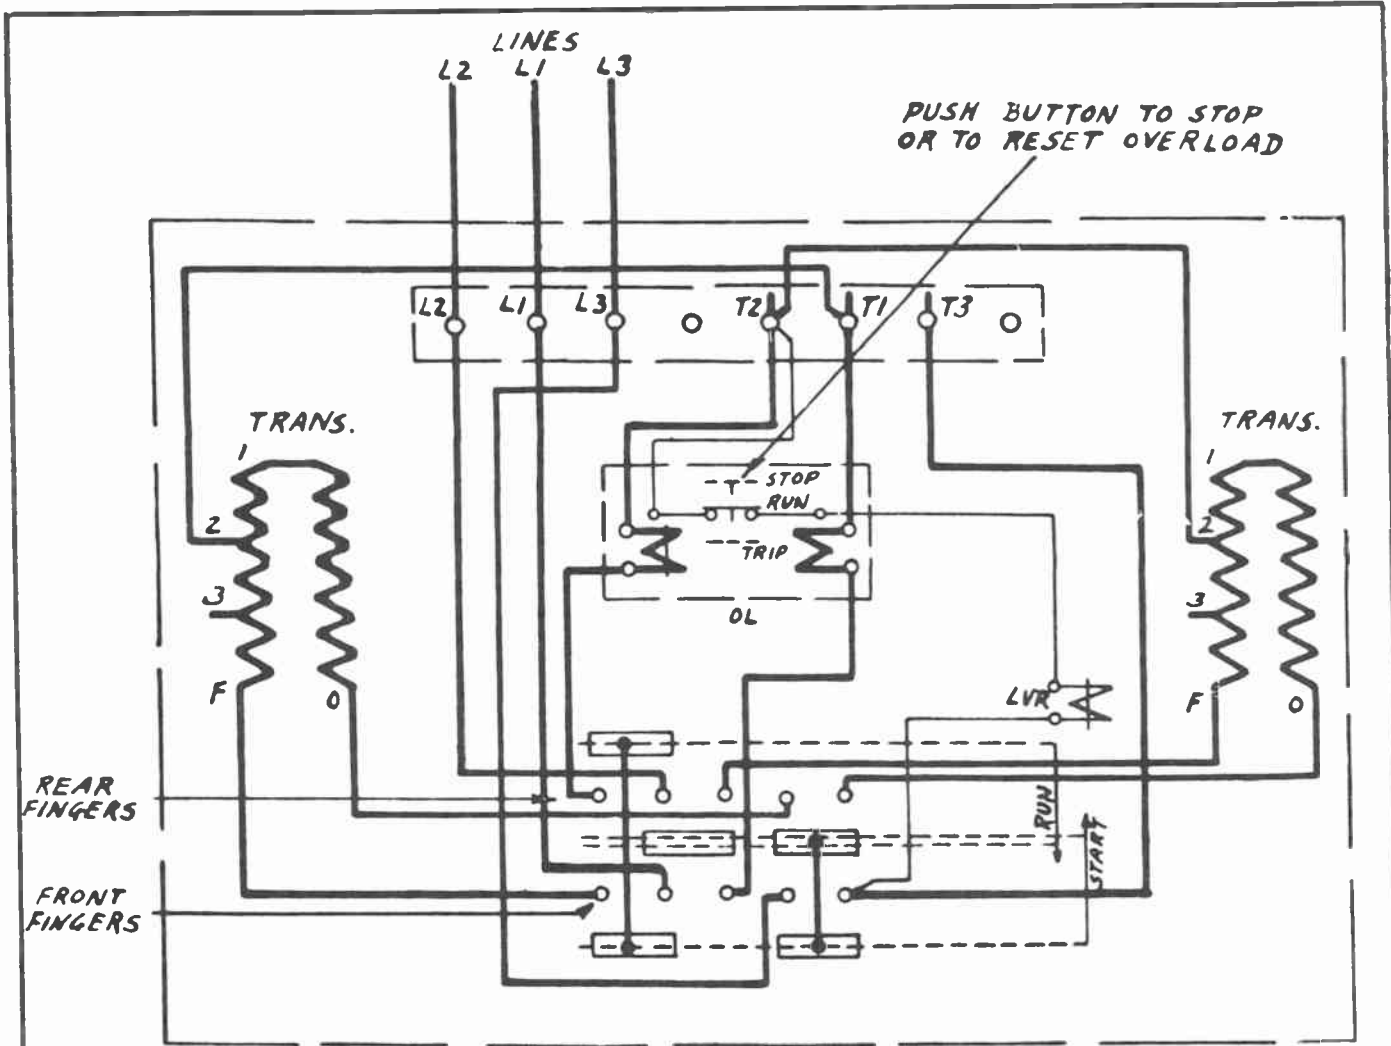 LINES
L2 L1 L3
PUSH BUTTON TO STOP
OR TO RESET OVERLOAD
L2 L1 L3 T2 T1 T3
TRANS.
1
2
3
F O
STOP
RUN
TRIP
OL
TRANS.
1
2
3
F O
LVR
REAR
FINGERS
RUN
START
FRONT
FINGERS